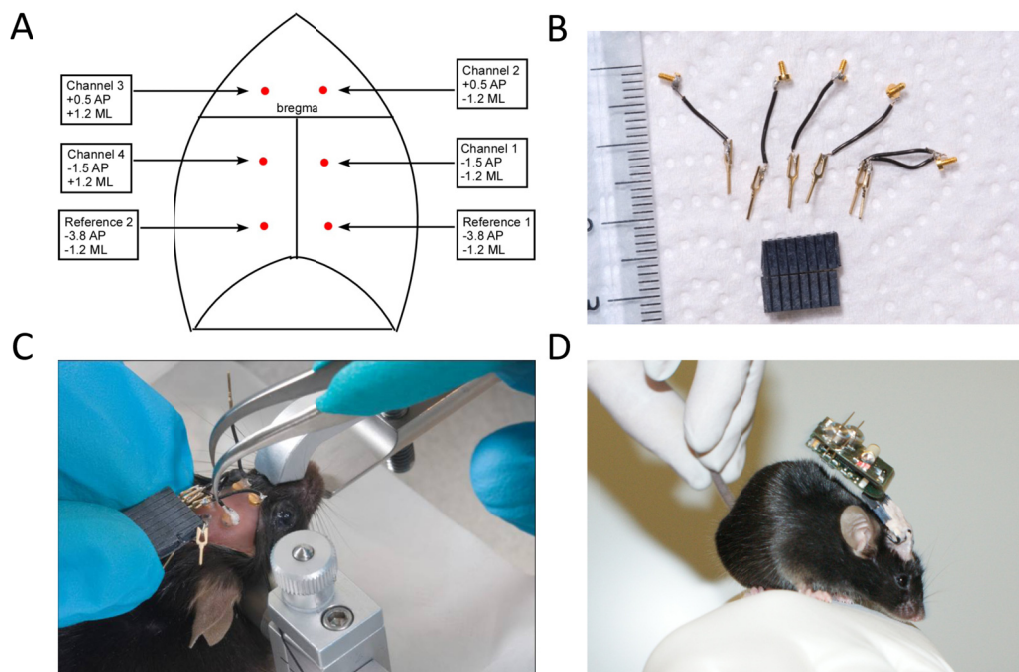 A
Channel 3
+0.5 AP
+1.2 ML
Channel 2
+0.5 AP
-1.2 ML
bregma
Channel 4
-1.5 AP
+1.2 ML
Channel 1
-1.5 AP
-1.2 ML
Reference 2
-3.8 AP
-1.2 ML
Reference 1
-3.8 AP
-1.2 ML
B
C
D